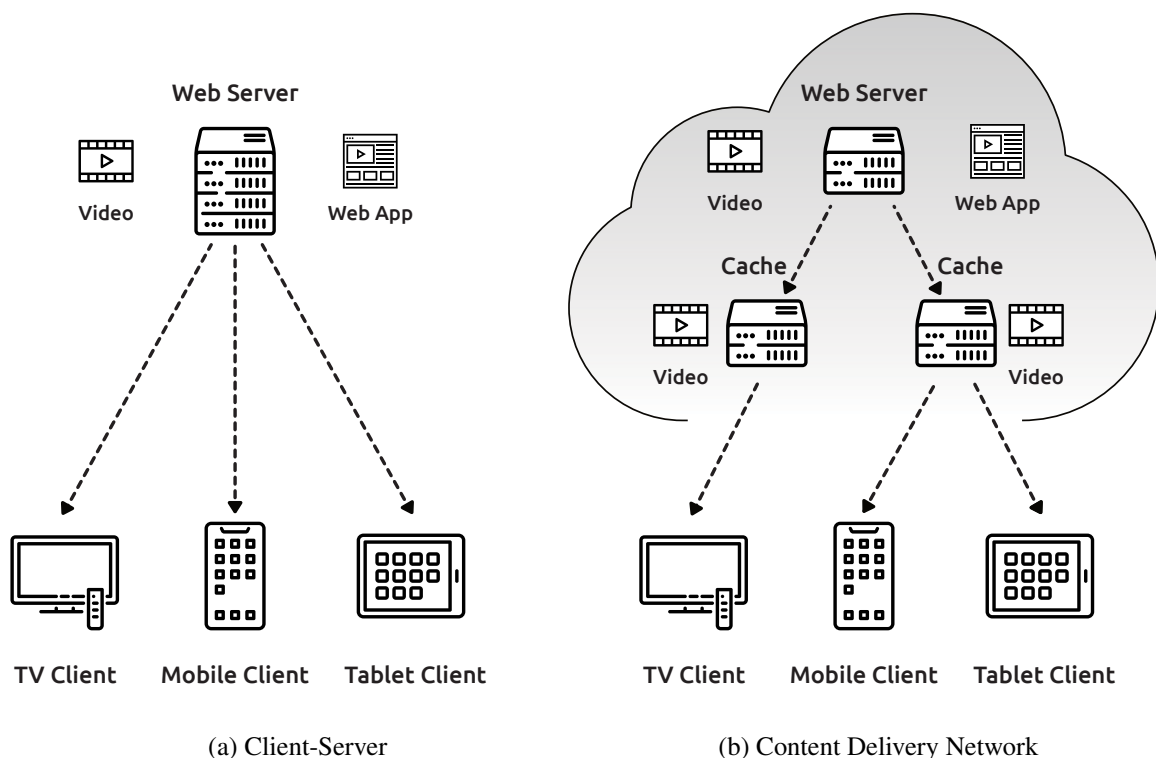 Web Server
Video
Web App
TV Client
Mobile Client
Tablet Client
(a) Client-Server
Web Server
Video
Web App
Cache
Cache
Video
Video
TV Client
Mobile Client
Tablet Client
(b) Content Delivery Network